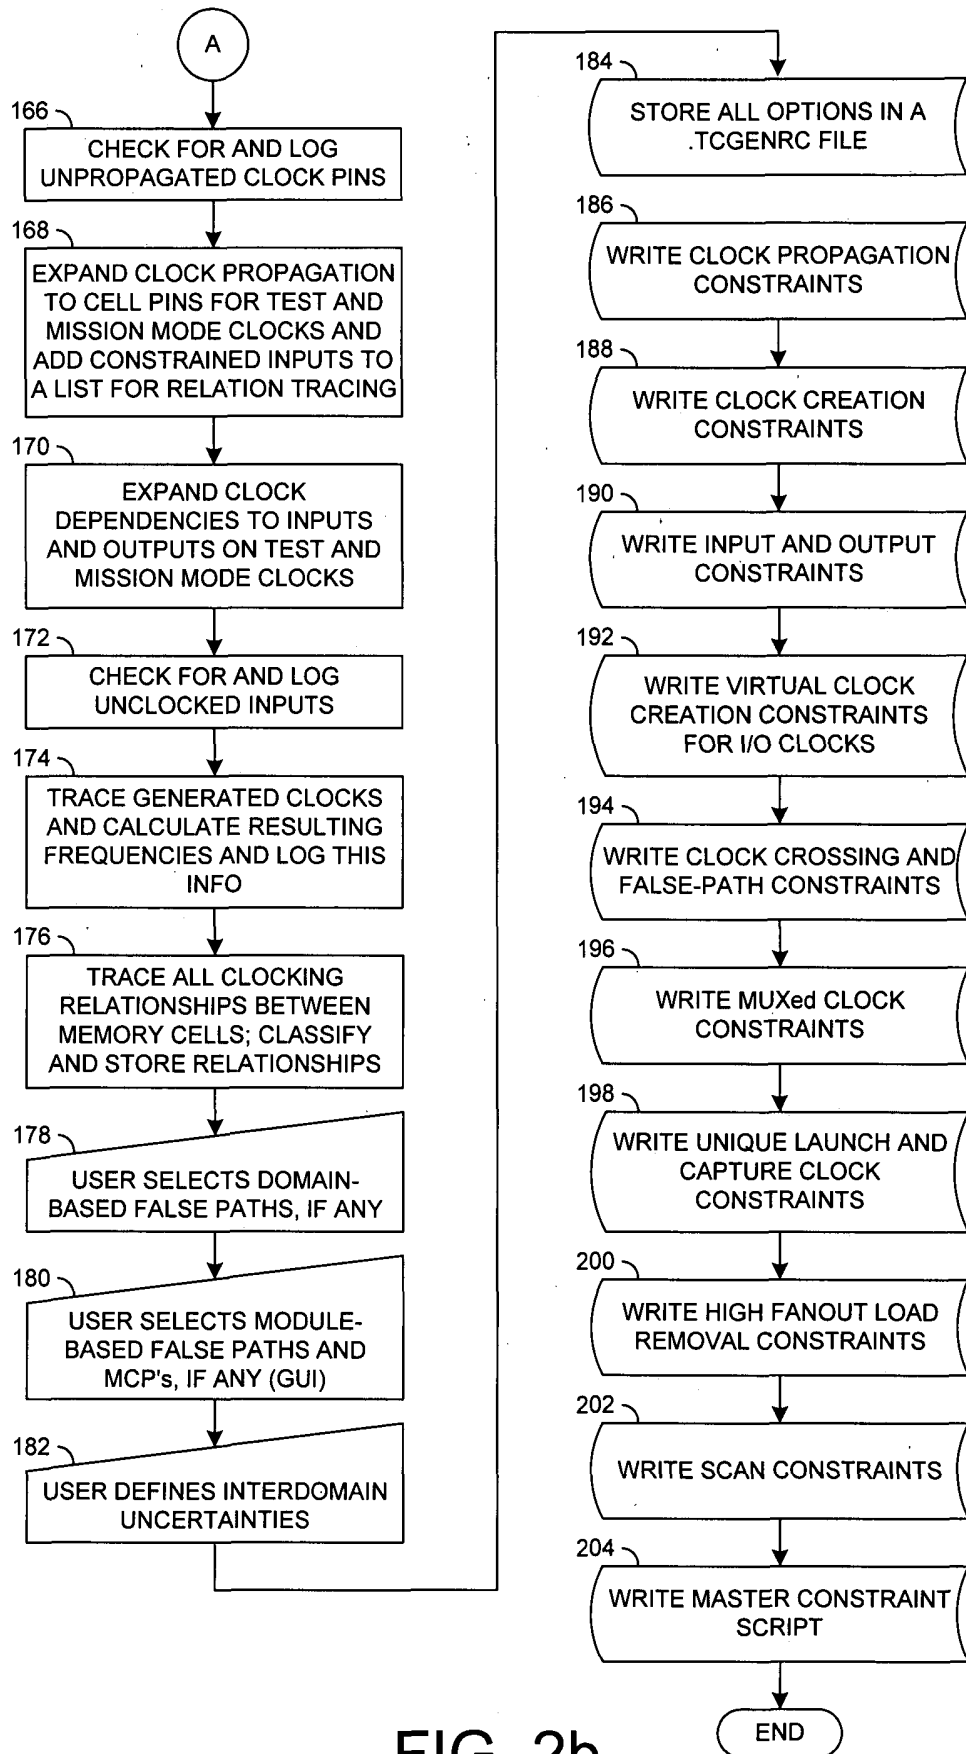 A
166
CHECK FOR AND LOG
UNPROPAGATED CLOCK PINS
168
EXPAND CLOCK PROPAGATION
TO CELL PINS FOR TEST AND
MISSION MODE CLOCKS AND
ADD CONSTRAINED INPUTS TO
A LIST FOR RELATION TRACING
170
EXPAND CLOCK
DEPENDENCIES TO INPUTS
AND OUTPUTS ON TEST AND
MISSION MODE CLOCKS
172
CHECK FOR AND LOG
UNCLOCKED INPUTS
174
TRACE GENERATED CLOCKS
AND CALCULATE RESULTING
FREQUENCIES AND LOG THIS
INFO
176
TRACE ALL CLOCKING
RELATIONSHIPS BETWEEN
MEMORY CELLS; CLASSIFY
AND STORE RELATIONSHIPS
178
USER SELECTS DOMAIN-
BASED FALSE PATHS, IF ANY
180
USER SELECTS MODULE-
BASED FALSE PATHS AND
MCP's, IF ANY (GUI)
182
USER DEFINES INTERDOMAIN
UNCERTAINTIES
184
STORE ALL OPTIONS IN A
.TCGENRC FILE
186
WRITE CLOCK PROPAGATION
CONSTRAINTS
188
WRITE CLOCK CREATION
CONSTRAINTS
190
WRITE INPUT AND OUTPUT
CONSTRAINTS
192
WRITE VIRTUAL CLOCK
CREATION CONSTRAINTS
FOR I/O CLOCKS
194
WRITE CLOCK CROSSING AND
FALSE-PATH CONSTRAINTS
196
WRITE MUXed CLOCK
CONSTRAINTS
198
WRITE UNIQUE LAUNCH AND
CAPTURE CLOCK
CONSTRAINTS
200
WRITE HIGH FANOUT LOAD
REMOVAL CONSTRAINTS
202
WRITE SCAN CONSTRAINTS
204
WRITE MASTER CONSTRAINT
SCRIPT
END
FIG. 2b